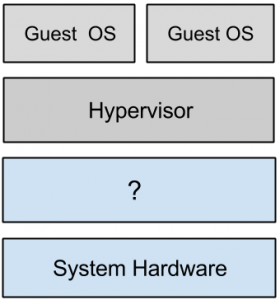 Guest OS Guest OS
Hypervisor
?
System Hardware